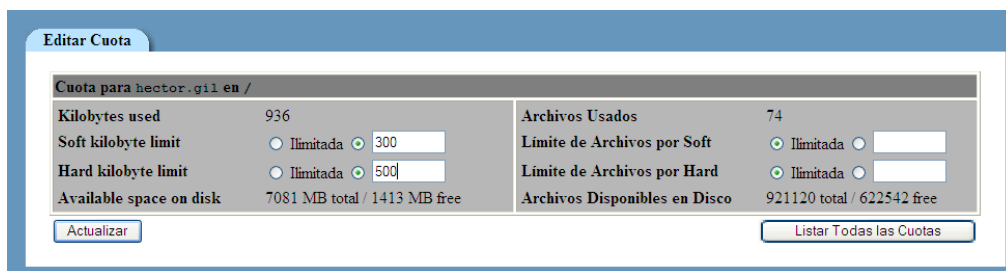 Editar Cuota
Cuota para hector.gil en /
Kilobytes used 936 Archivos Usados 74
Soft kilobyte limit Ilimitada 300 Límite de Archivos por Soft Ilimitada
Hard kilobyte limit Ilimitada 500 Límite de Archivos por Hard Ilimitada
Available space on disk 7081 MB total / 1413 MB free Archivos Disponibles en Disco 921120 total / 622542 free
Actualizar Listar Todas las Cuotas